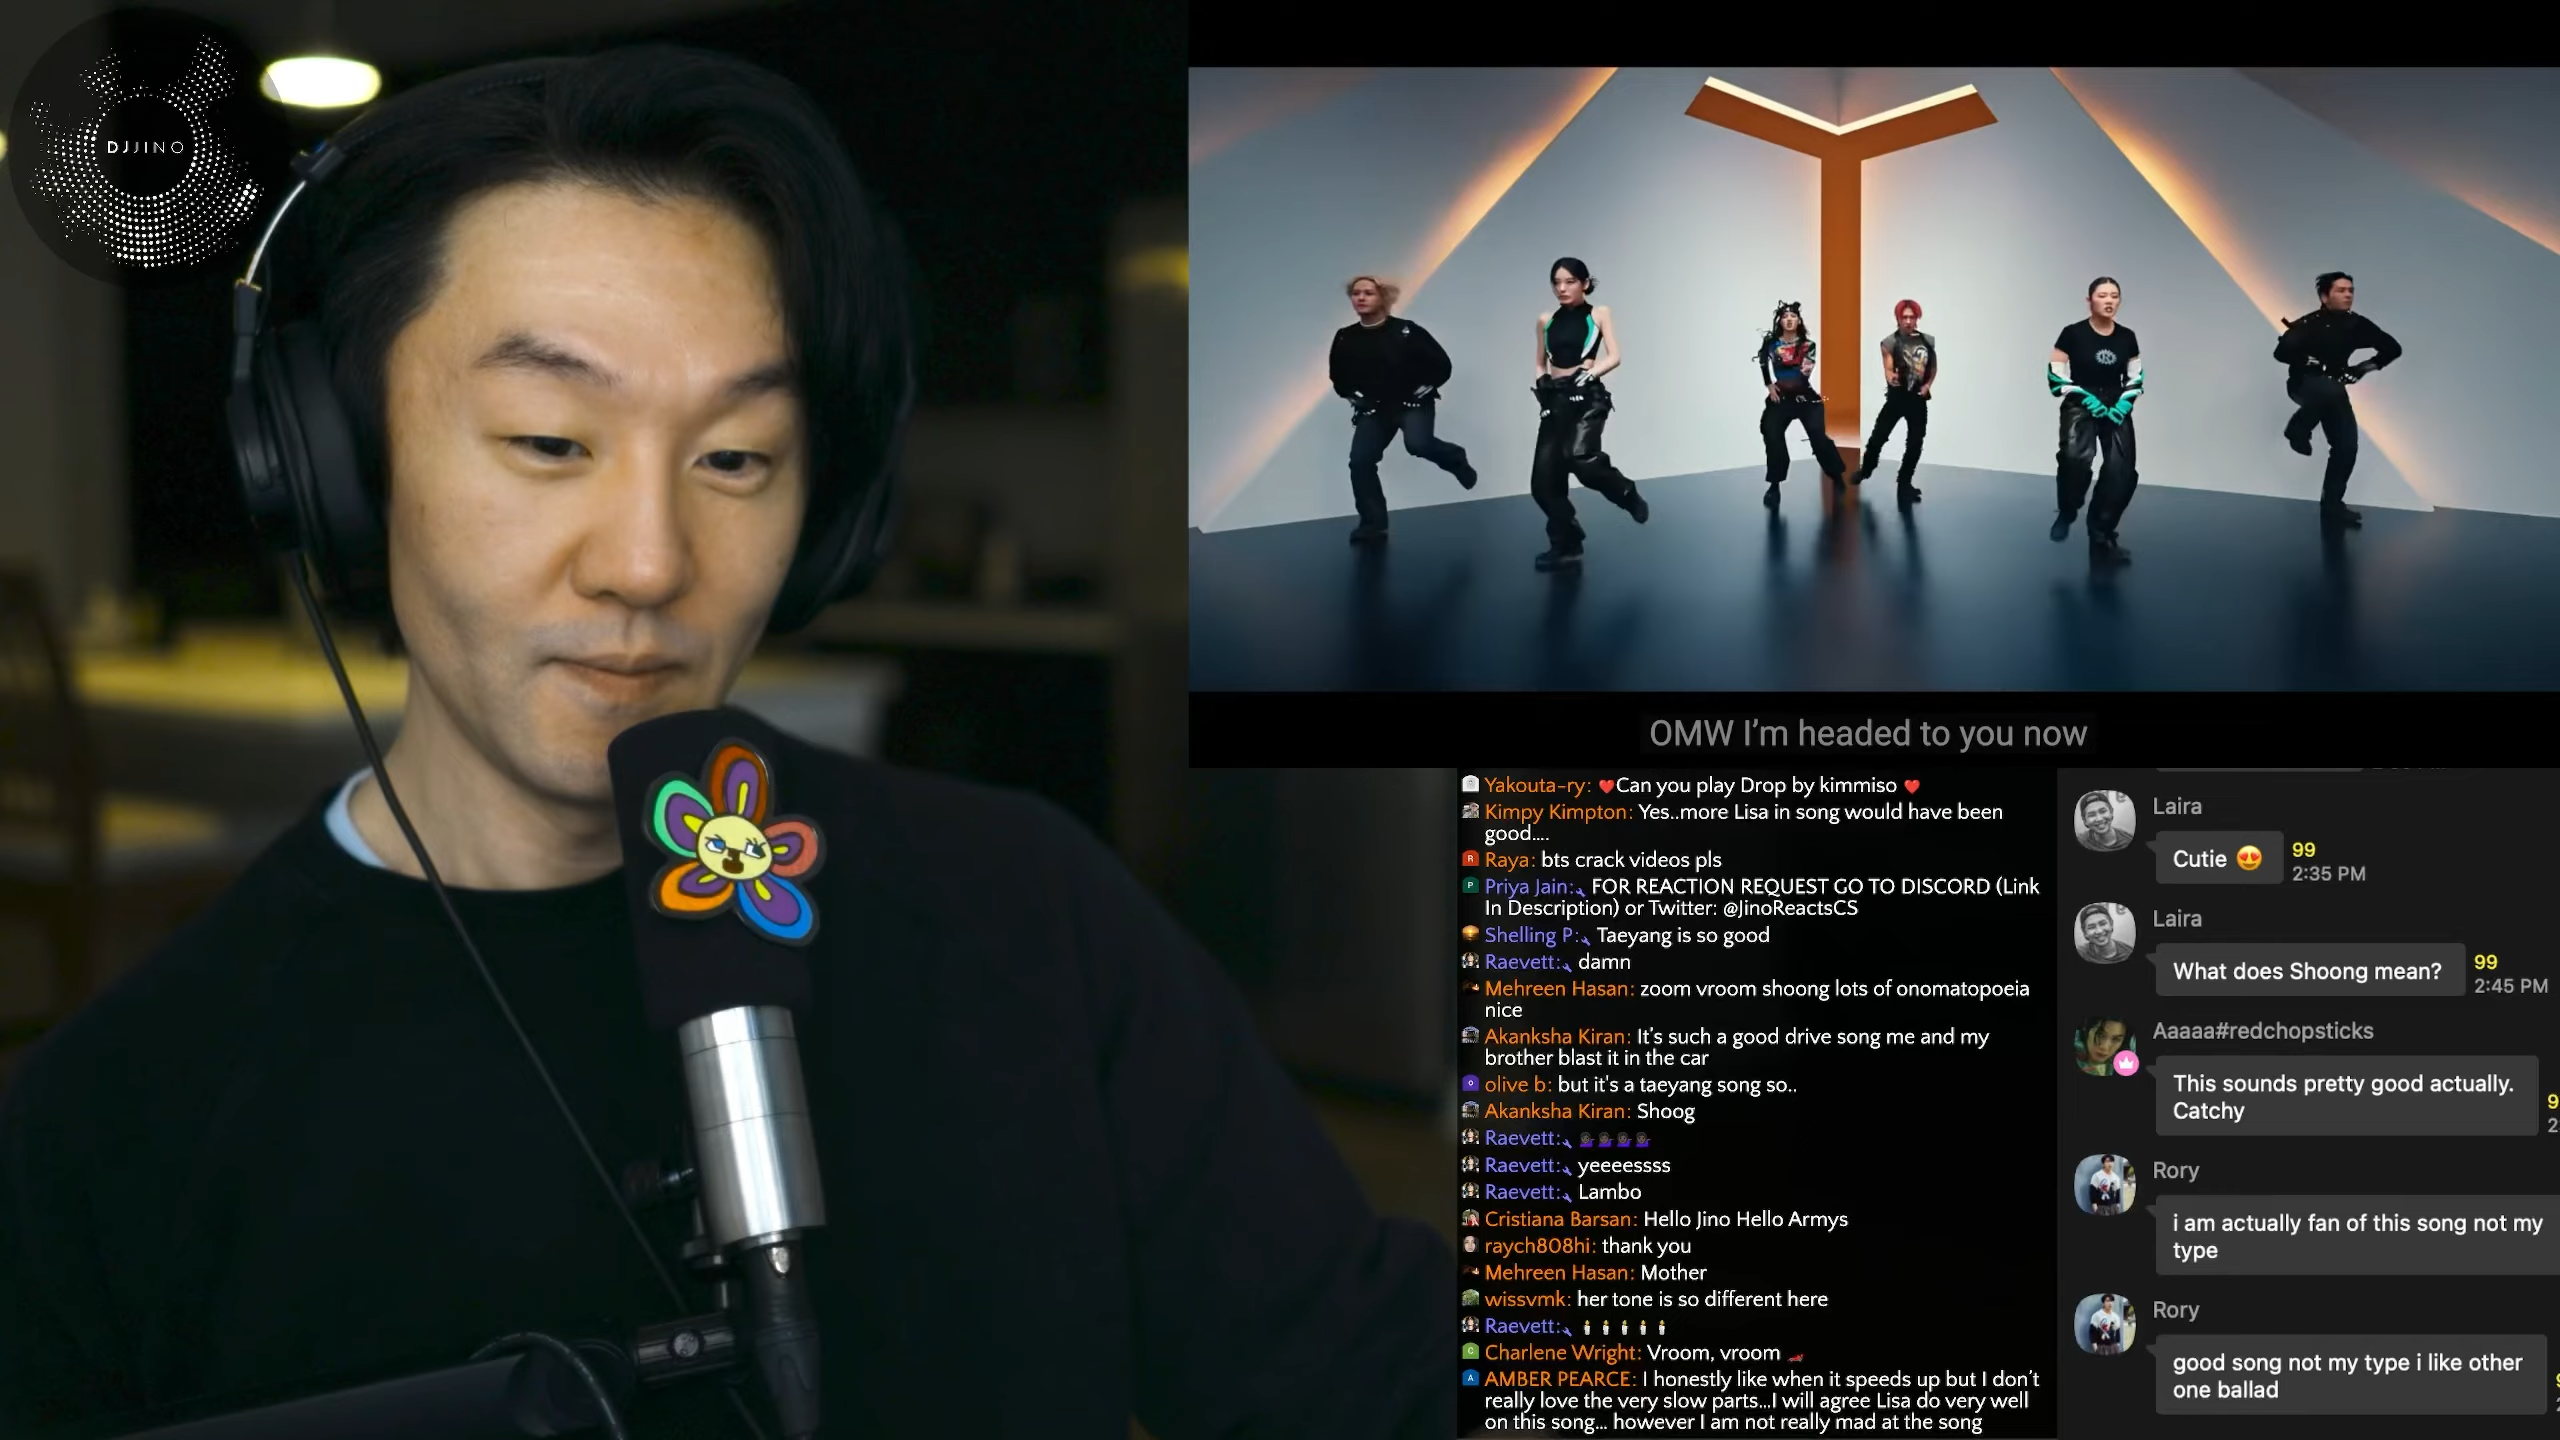 DJJINO
OMW I’m headed to you now
Yakouta-ry: ❤️Can you play Drop by kimmiso ❤️
Kimpy Kimpton: Yes..more Lisa in song would have been
good....
Raya: bts crack videos pls
Priya Jain: FOR REACTION REQUEST GO TO DISCORD (Link
In Description) or Twitter: @JinoReactsCS
Shelling P: Taeyang is so good
Raevett: damn
Mehreen Hasan: zoom vroom shoong lots of onomatopoeia
nice
Akanksha Kiran: It’s such a good drive song me and my
brother blast it in the car
olive b: but it's a taeyang song so..
Akanksha Kiran: Shoog
Raevett:
Raevett: yeeeessss
Raevett: Lambo
Cristiana Barsan: Hello Jino Hello Armys
raych808hi: thank you
Mehreen Hasan: Mother
wissvmk: her tone is so different here
Raevett: 🕯🕯🕯🕯🕯
Charlene Wright: Vroom, vroom
AMBER PEARCE: I honestly like when it speeds up but I don’t
really love the very slow parts...I will agree Lisa do very well
on this song... however I am not really mad at the song
Laira
Cutie 😍
99
2:35 PM
Laira
What does Shoong mean?
99
2:45 PM
Aaaaa#redchopsticks
This sounds pretty good actually.
Catchy
Rory
i am actually fan of this song not my
type
Rory
good song not my type i like other
one ballad